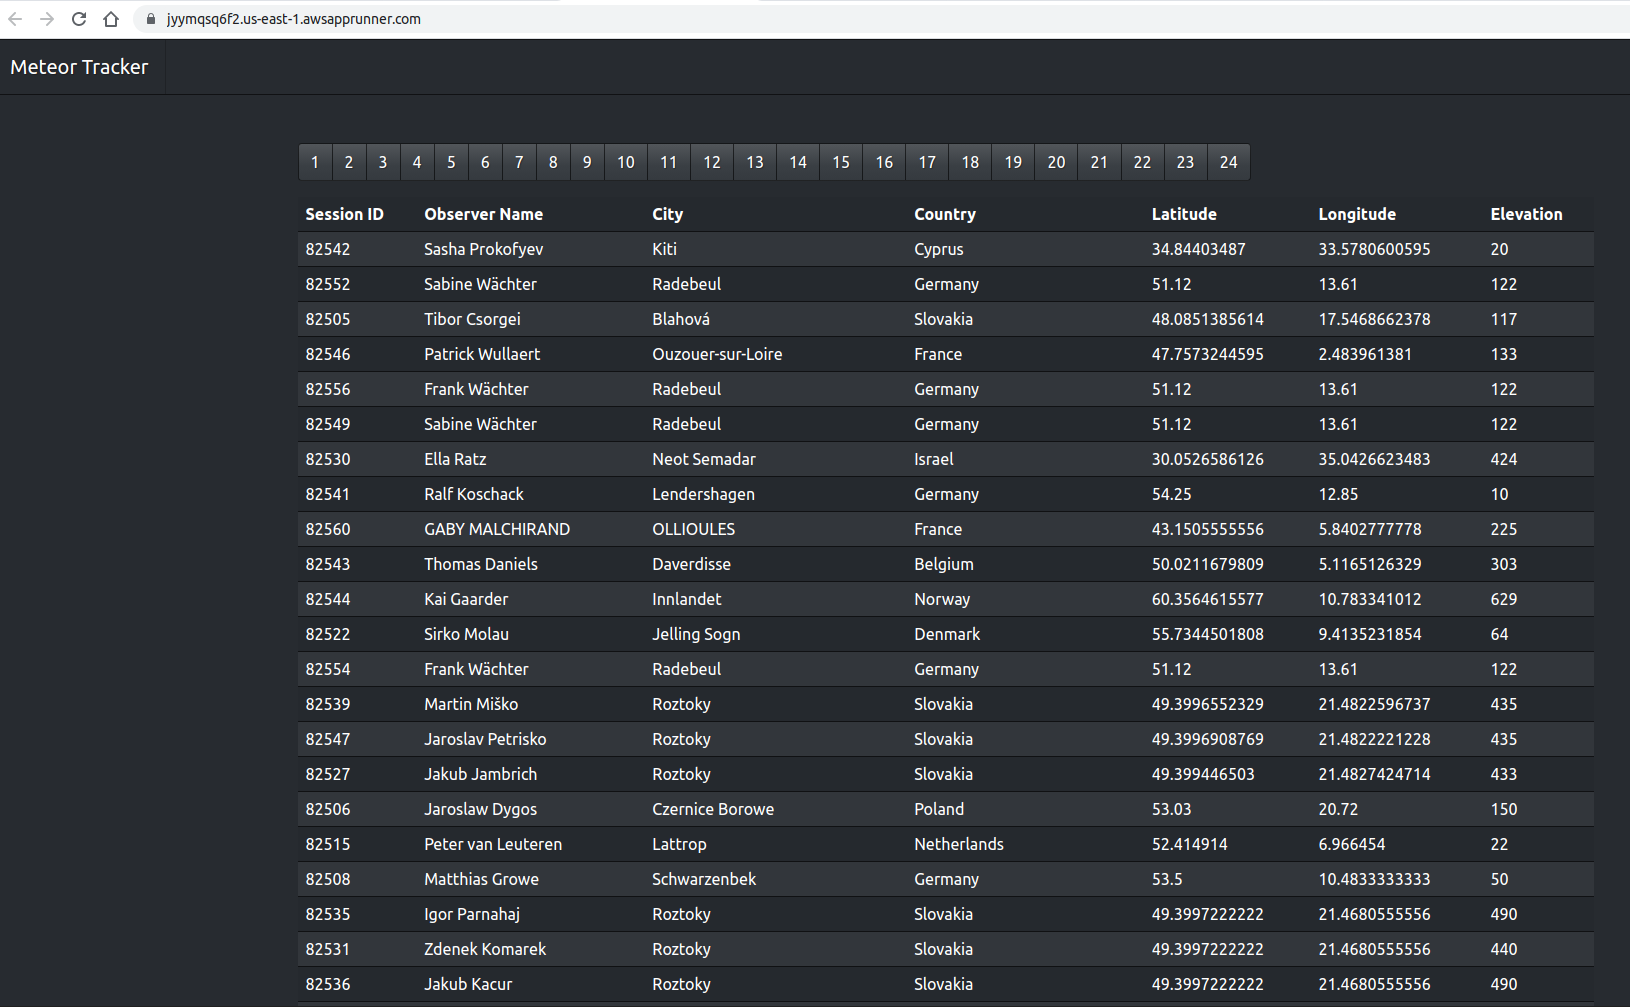 jyymqsq6f2.us-east-1.awsapprunner.com
Meteor Tracker
1 2 3 4 5 6 7 8 9 10 11 12 13 14 15 16 17 18 19 20 21 22 23 24
Session ID Observer Name City Country Latitude Longitude Elevation
82542 Sasha Prokofyev Kiti Cyprus 34.84403487 33.5780600595 20
82552 Sabine Wächter Radebeul Germany 51.12 13.61 122
82505 Tibor Csorgei Blahová Slovakia 48.0851385614 17.5468662378 117
82546 Patrick Wullaert Ouzouer-sur-Loire France 47.7573244595 2.483961381 133
82556 Frank Wächter Radebeul Germany 51.12 13.61 122
82549 Sabine Wächter Radebeul Germany 51.12 13.61 122
82530 Ella Ratz Neot Semadar Israel 30.0526586126 35.0426623483 424
82541 Ralf Koschack Lendershagen Germany 54.25 12.85 10
82560 GABY MALCHIRAND OLLIOULES France 43.1505555556 5.8402777778 225
82543 Thomas Daniels Daverdisse Belgium 50.0211679809 5.1165126329 303
82544 Kai Gaarder Innlandet Norway 60.3564615577 10.783341012 629
82522 Sirko Molau Jelling Sogn Denmark 55.7344501808 9.4135231854 64
82554 Frank Wächter Radebeul Germany 51.12 13.61 122
82539 Martin Miško Roztoky Slovakia 49.3996552329 21.4822596737 435
82547 Jaroslav Petrisko Roztoky Slovakia 49.3996908769 21.4822221228 435
82527 Jakub Jambrich Roztoky Slovakia 49.399446503 21.4827424714 433
82506 Jaroslaw Dygos Czernice Borowe Poland 53.03 20.72 150
82515 Peter van Leuteren Lattrop Netherlands 52.414914 6.966454 22
82508 Matthias Growe Schwarzenbek Germany 53.5 10.4833333333 50
82535 Igor Parnahaj Roztoky Slovakia 49.3997222222 21.4680555556 490
82531 Zdenek Komarek Roztoky Slovakia 49.3997222222 21.4680555556 440
82536 Jakub Kacur Roztoky Slovakia 49.3997222222 21.4680555556 490